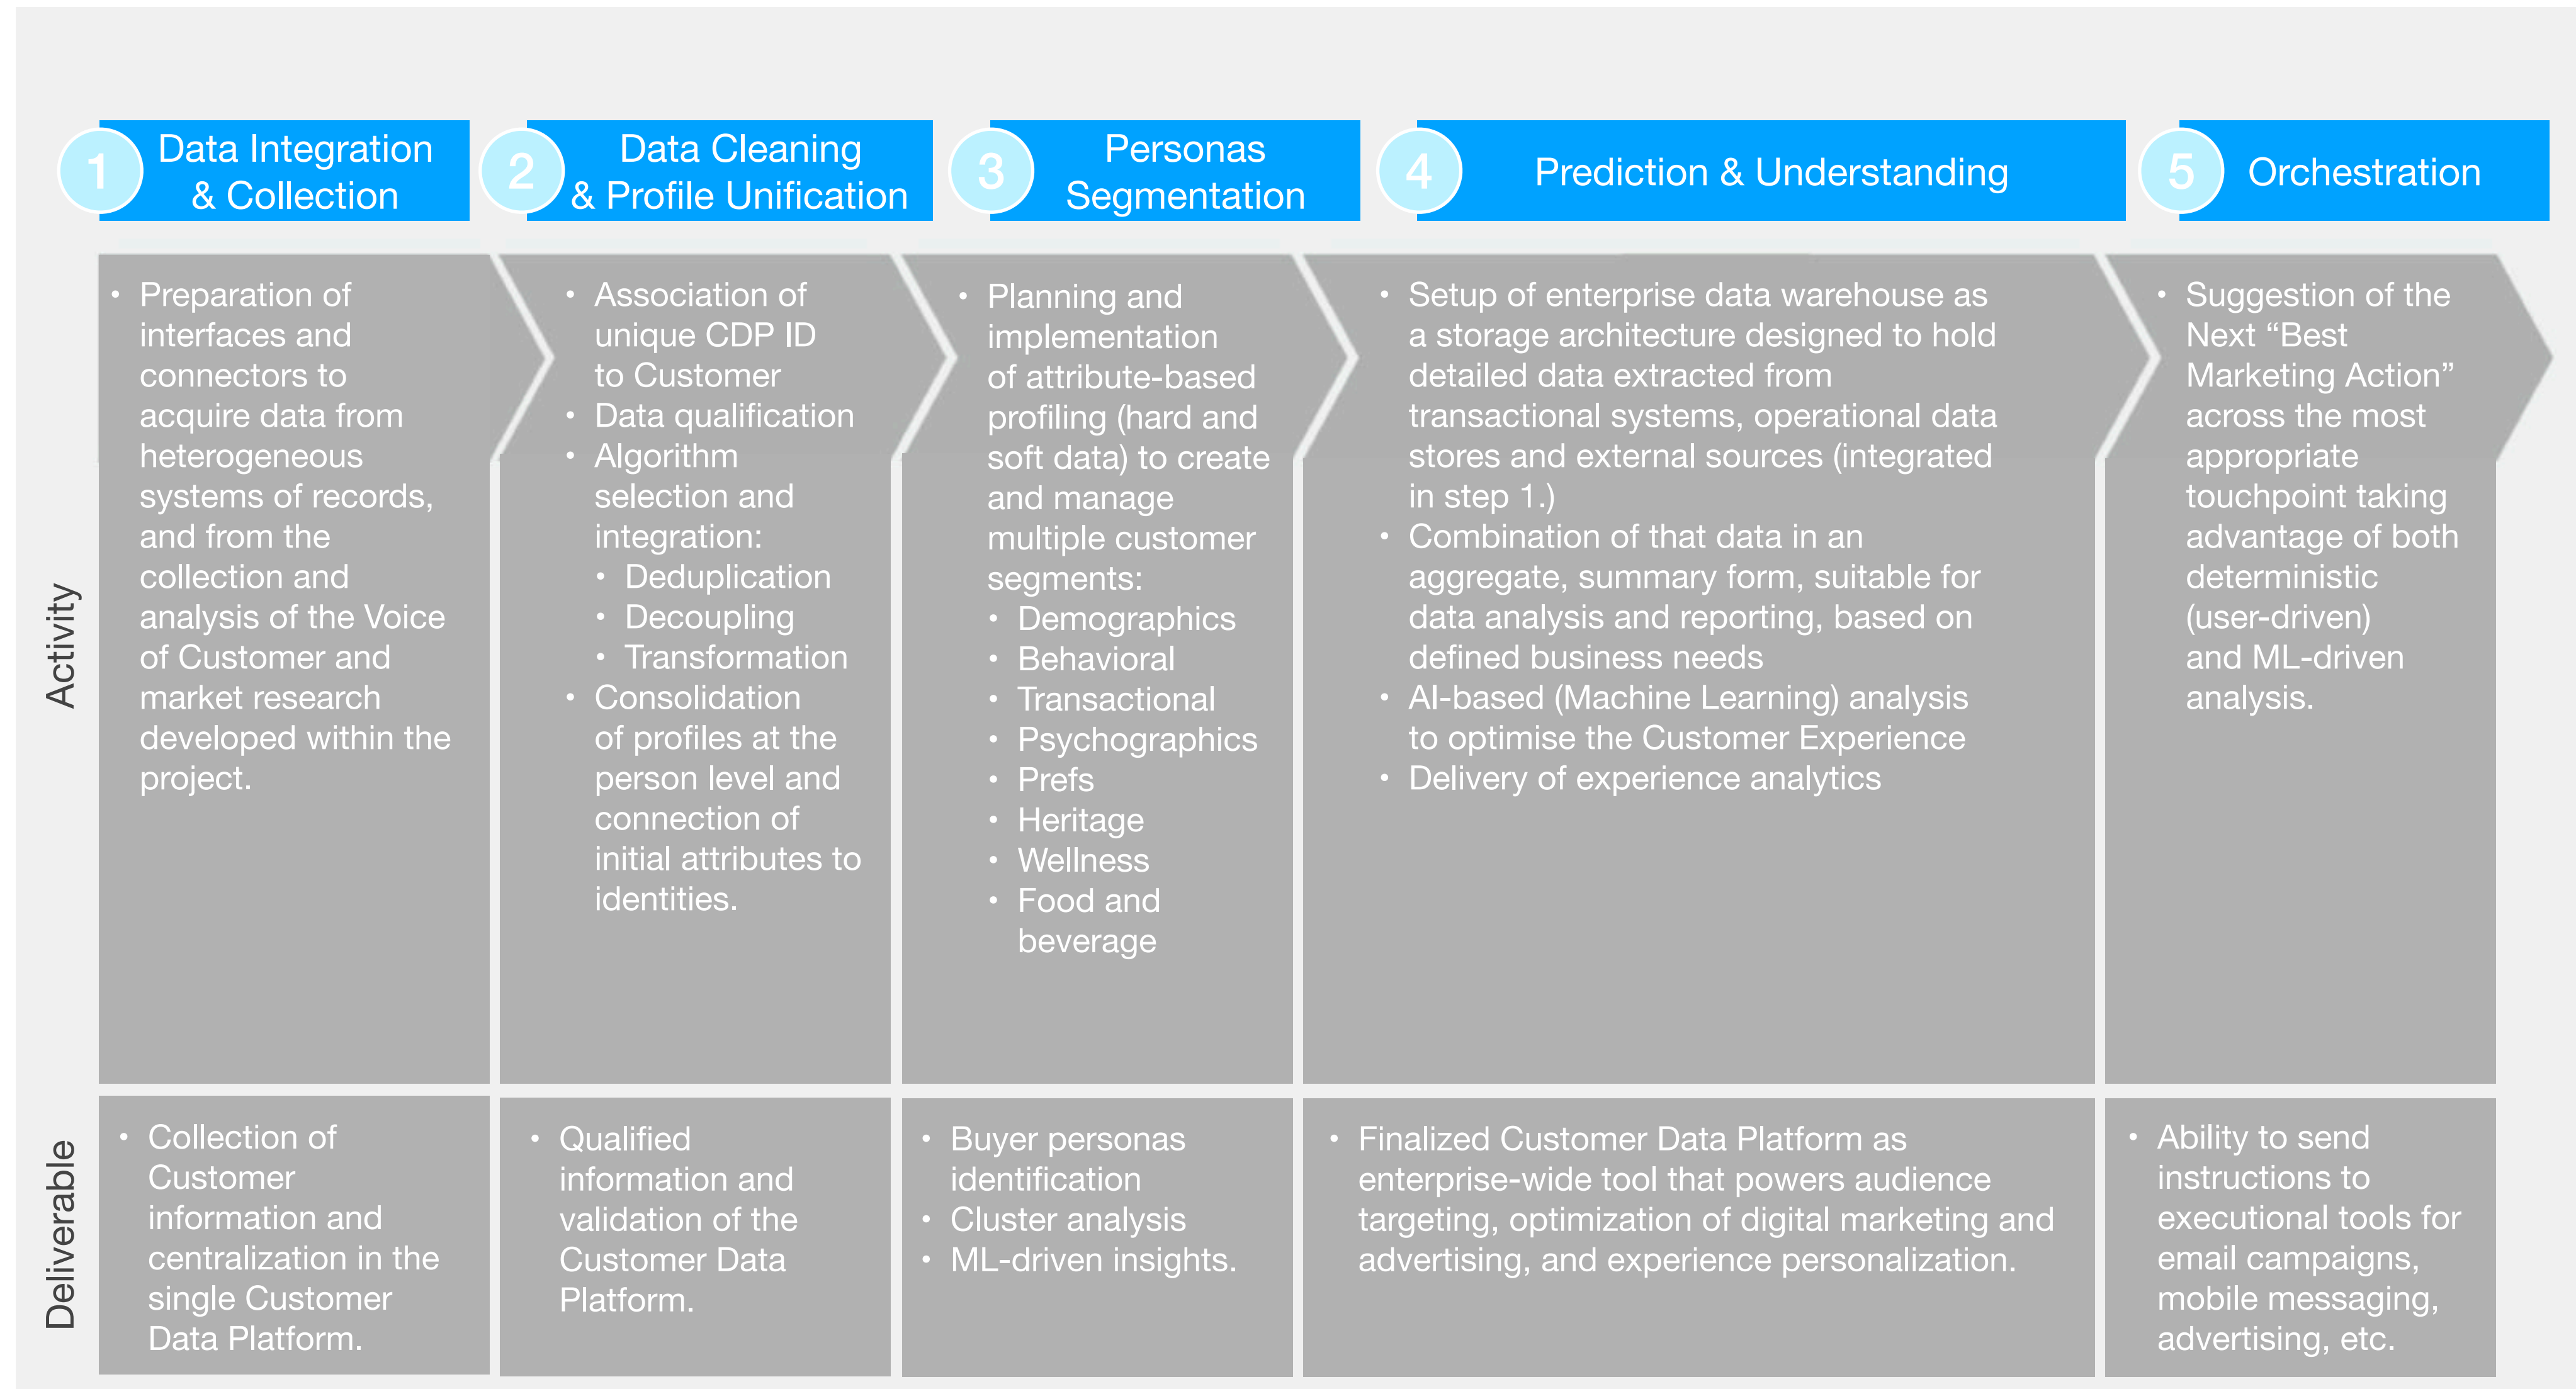 1
Data Integration
& Collection
2
Data Cleaning
& Profile Unification
3
Personas
Segmentation
4
Prediction & Understanding
5
Orchestration
Activity
• Preparation of
interfaces and
connectors to
acquire data from
heterogeneous
systems of records,
and from the
collection and
analysis of the Voice
of Customer and
market research
developed within the
project.
• Association of
unique CDP ID
to Customer
• Data qualification
• Algorithm
selection and
integration:
• Deduplication
• Decoupling
• Transformation
• Consolidation
of profiles at the
person level and
connection of
initial attributes to
identities.
• Planning and
implementation
of attribute-based
profiling (hard and
soft data) to create
and manage
multiple customer
segments:
• Demographics
• Behavioral
• Transactional
• Psychographics
• Prefs
• Heritage
• Wellness
• Food and
beverage
• Setup of enterprise data warehouse as
a storage architecture designed to hold
detailed data extracted from
transactional systems, operational data
stores and external sources (integrated
in step 1.)
• Combination of that data in an
aggregate, summary form, suitable for
data analysis and reporting, based on
defined business needs
• AI-based (Machine Learning) analysis
to optimise the Customer Experience
• Delivery of experience analytics
• Suggestion of the
Next “Best
Marketing Action”
across the most
appropriate
touchpoint taking
advantage of both
deterministic
(user-driven)
and ML-driven
analysis.
Deliverable
• Collection of
Customer
information and
centralization in the
single Customer
Data Platform.
• Qualified
information and
validation of the
Customer Data
Platform.
• Buyer personas
identification
• Cluster analysis
• ML-driven insights.
• Finalized Customer Data Platform as
enterprise-wide tool that powers audience
targeting, optimization of digital marketing and
advertising, and experience personalization.
• Ability to send
instructions to
executional tools for
email campaigns,
mobile messaging,
advertising, etc.